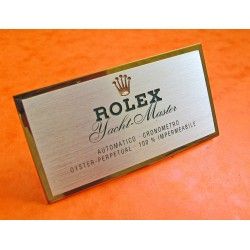 ROLEX
Yacht-Master
AUTOMATICO - CRONOMETRO
OYSTER-PERPETUAL - 100 % IMPERMEABILE